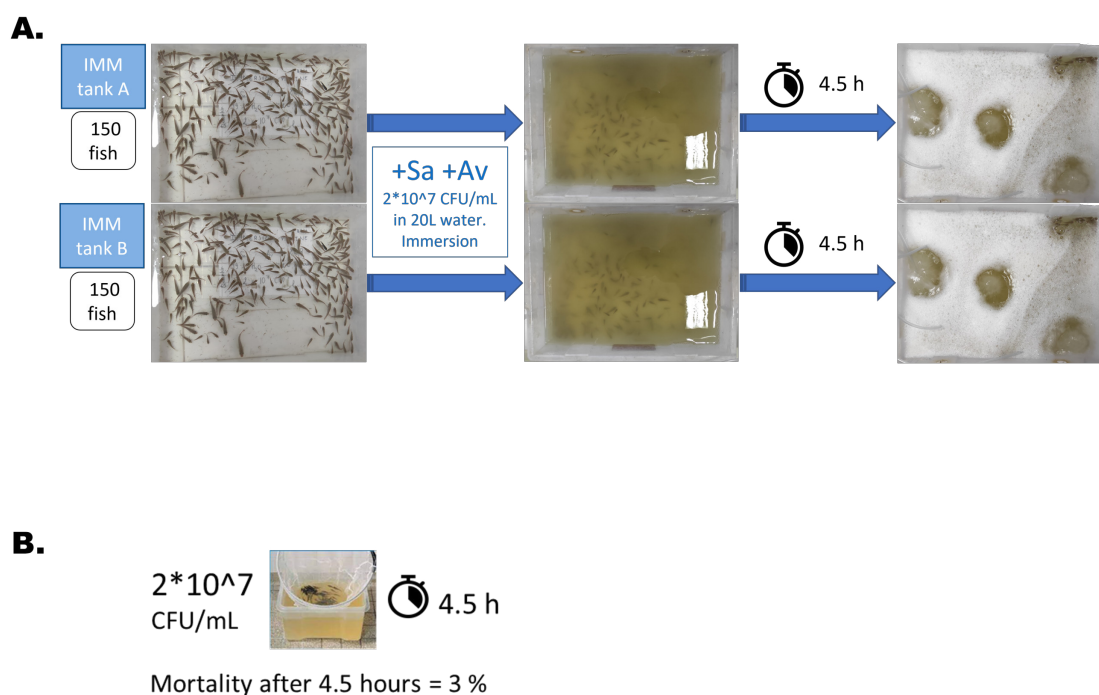 A.
IMM
tank A
150
fish
4.5 h
+Sa +Av
2*10^7 CFU/mL
in 20L water.
Immersion
IMM
tank B
150
fish
4.5 h
B.
2*10^7
CFU/mL
4.5 h
Mortality after 4.5 hours = 3 %